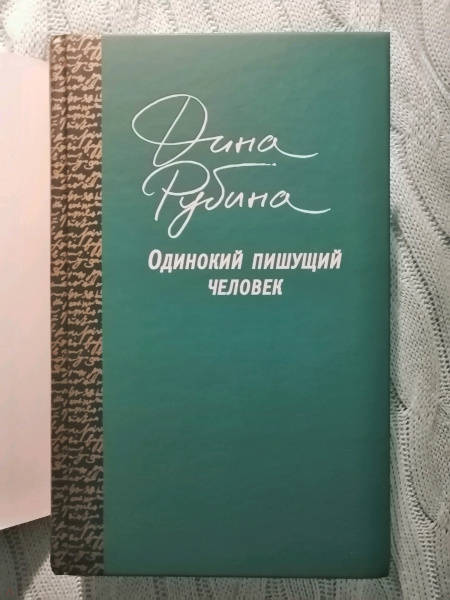 Дина
Рубина
Одинокий пишущий
человек